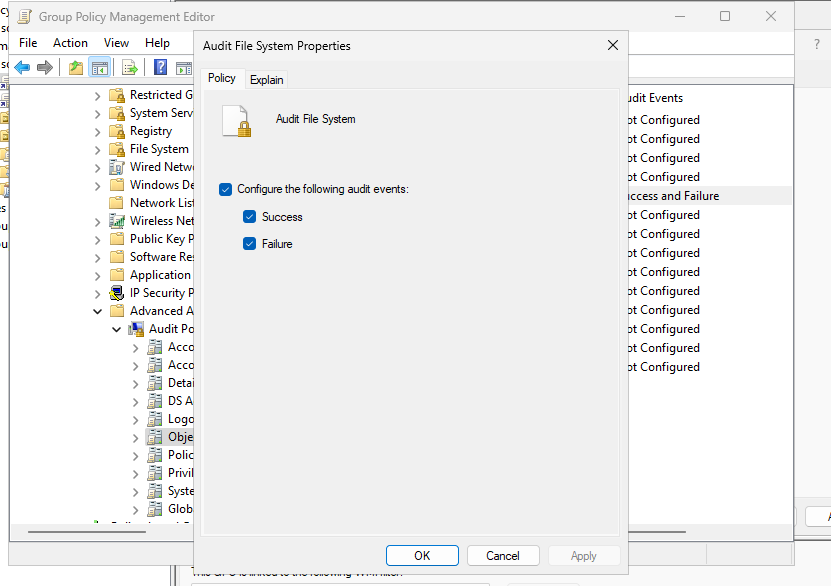 Group Policy Management Editor
File Action View Help
Audit File System Properties
Policy Explain
Audit File System
Configure the following audit events:
Success
Failure
OK Cancel Apply
Restricted G
System Serv
Registry
File System
Wired Netw
Windows De
Network List
Wireless Net
Public Key P
Software Res
Application
IP Security P
Advanced A
Audit Po
Acco
Acco
Detai
DS A
Logo
Obje
Polic
Privil
Syste
Glob
udit Events
ot Configured
ot Configured
ot Configured
ot Configured
uccess and Failure
ot Configured
ot Configured
ot Configured
ot Configured
ot Configured
ot Configured
ot Configured
ot Configured
ot Configured